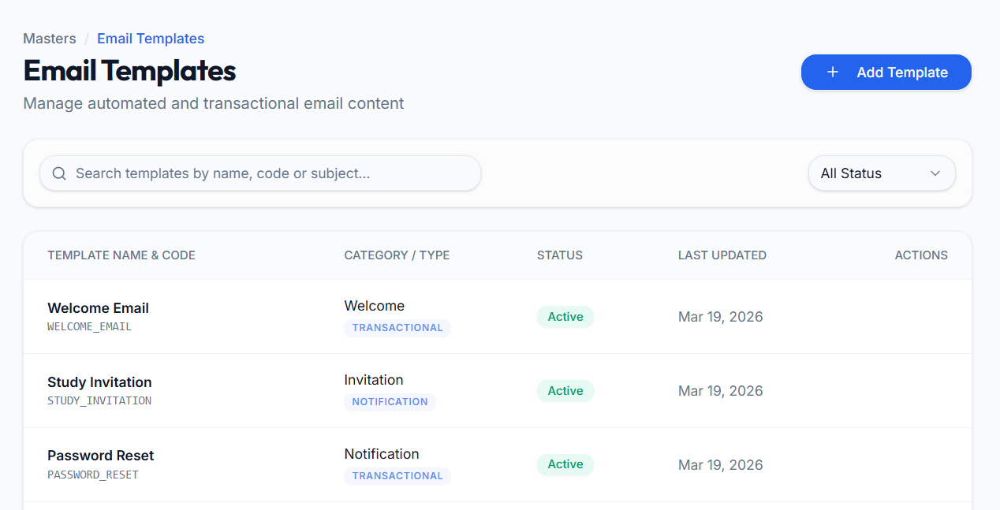 Masters / Email Templates
Email Templates
+ Add Template
Manage automated and transactional email content
Search templates by name, code or subject...
All Status
TEMPLATE NAME & CODE CATEGORY / TYPE STATUS LAST UPDATED ACTIONS
Welcome Email
WELCOME_EMAIL
Welcome
TRANSACTIONAL
Active
Mar 19, 2026
Study Invitation
STUDY_INVITATION
Invitation
NOTIFICATION
Active
Mar 19, 2026
Password Reset
PASSWORD_RESET
Notification
TRANSACTIONAL
Active
Mar 19, 2026